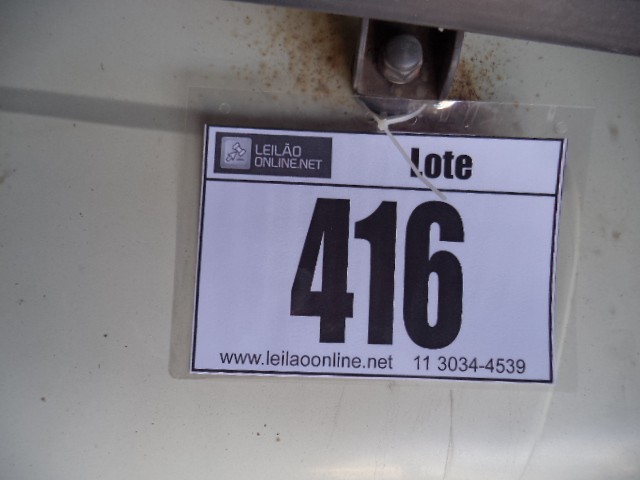 LEILÃO
ONLINE.NET
Lote
416
www.leilaoonline.net 11 3034-4539